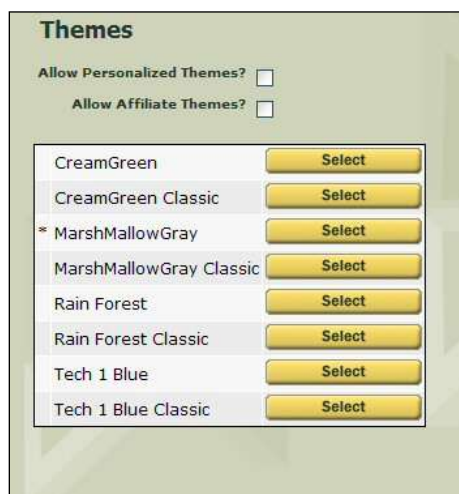 Themes
Allow Personalized Themes?
Allow Affiliate Themes?
CreamGreen Select
CreamGreen Classic Select
* MarshMallowGray Select
MarshMallowGray Classic Select
Rain Forest Select
Rain Forest Classic Select
Tech 1 Blue Select
Tech 1 Blue Classic Select